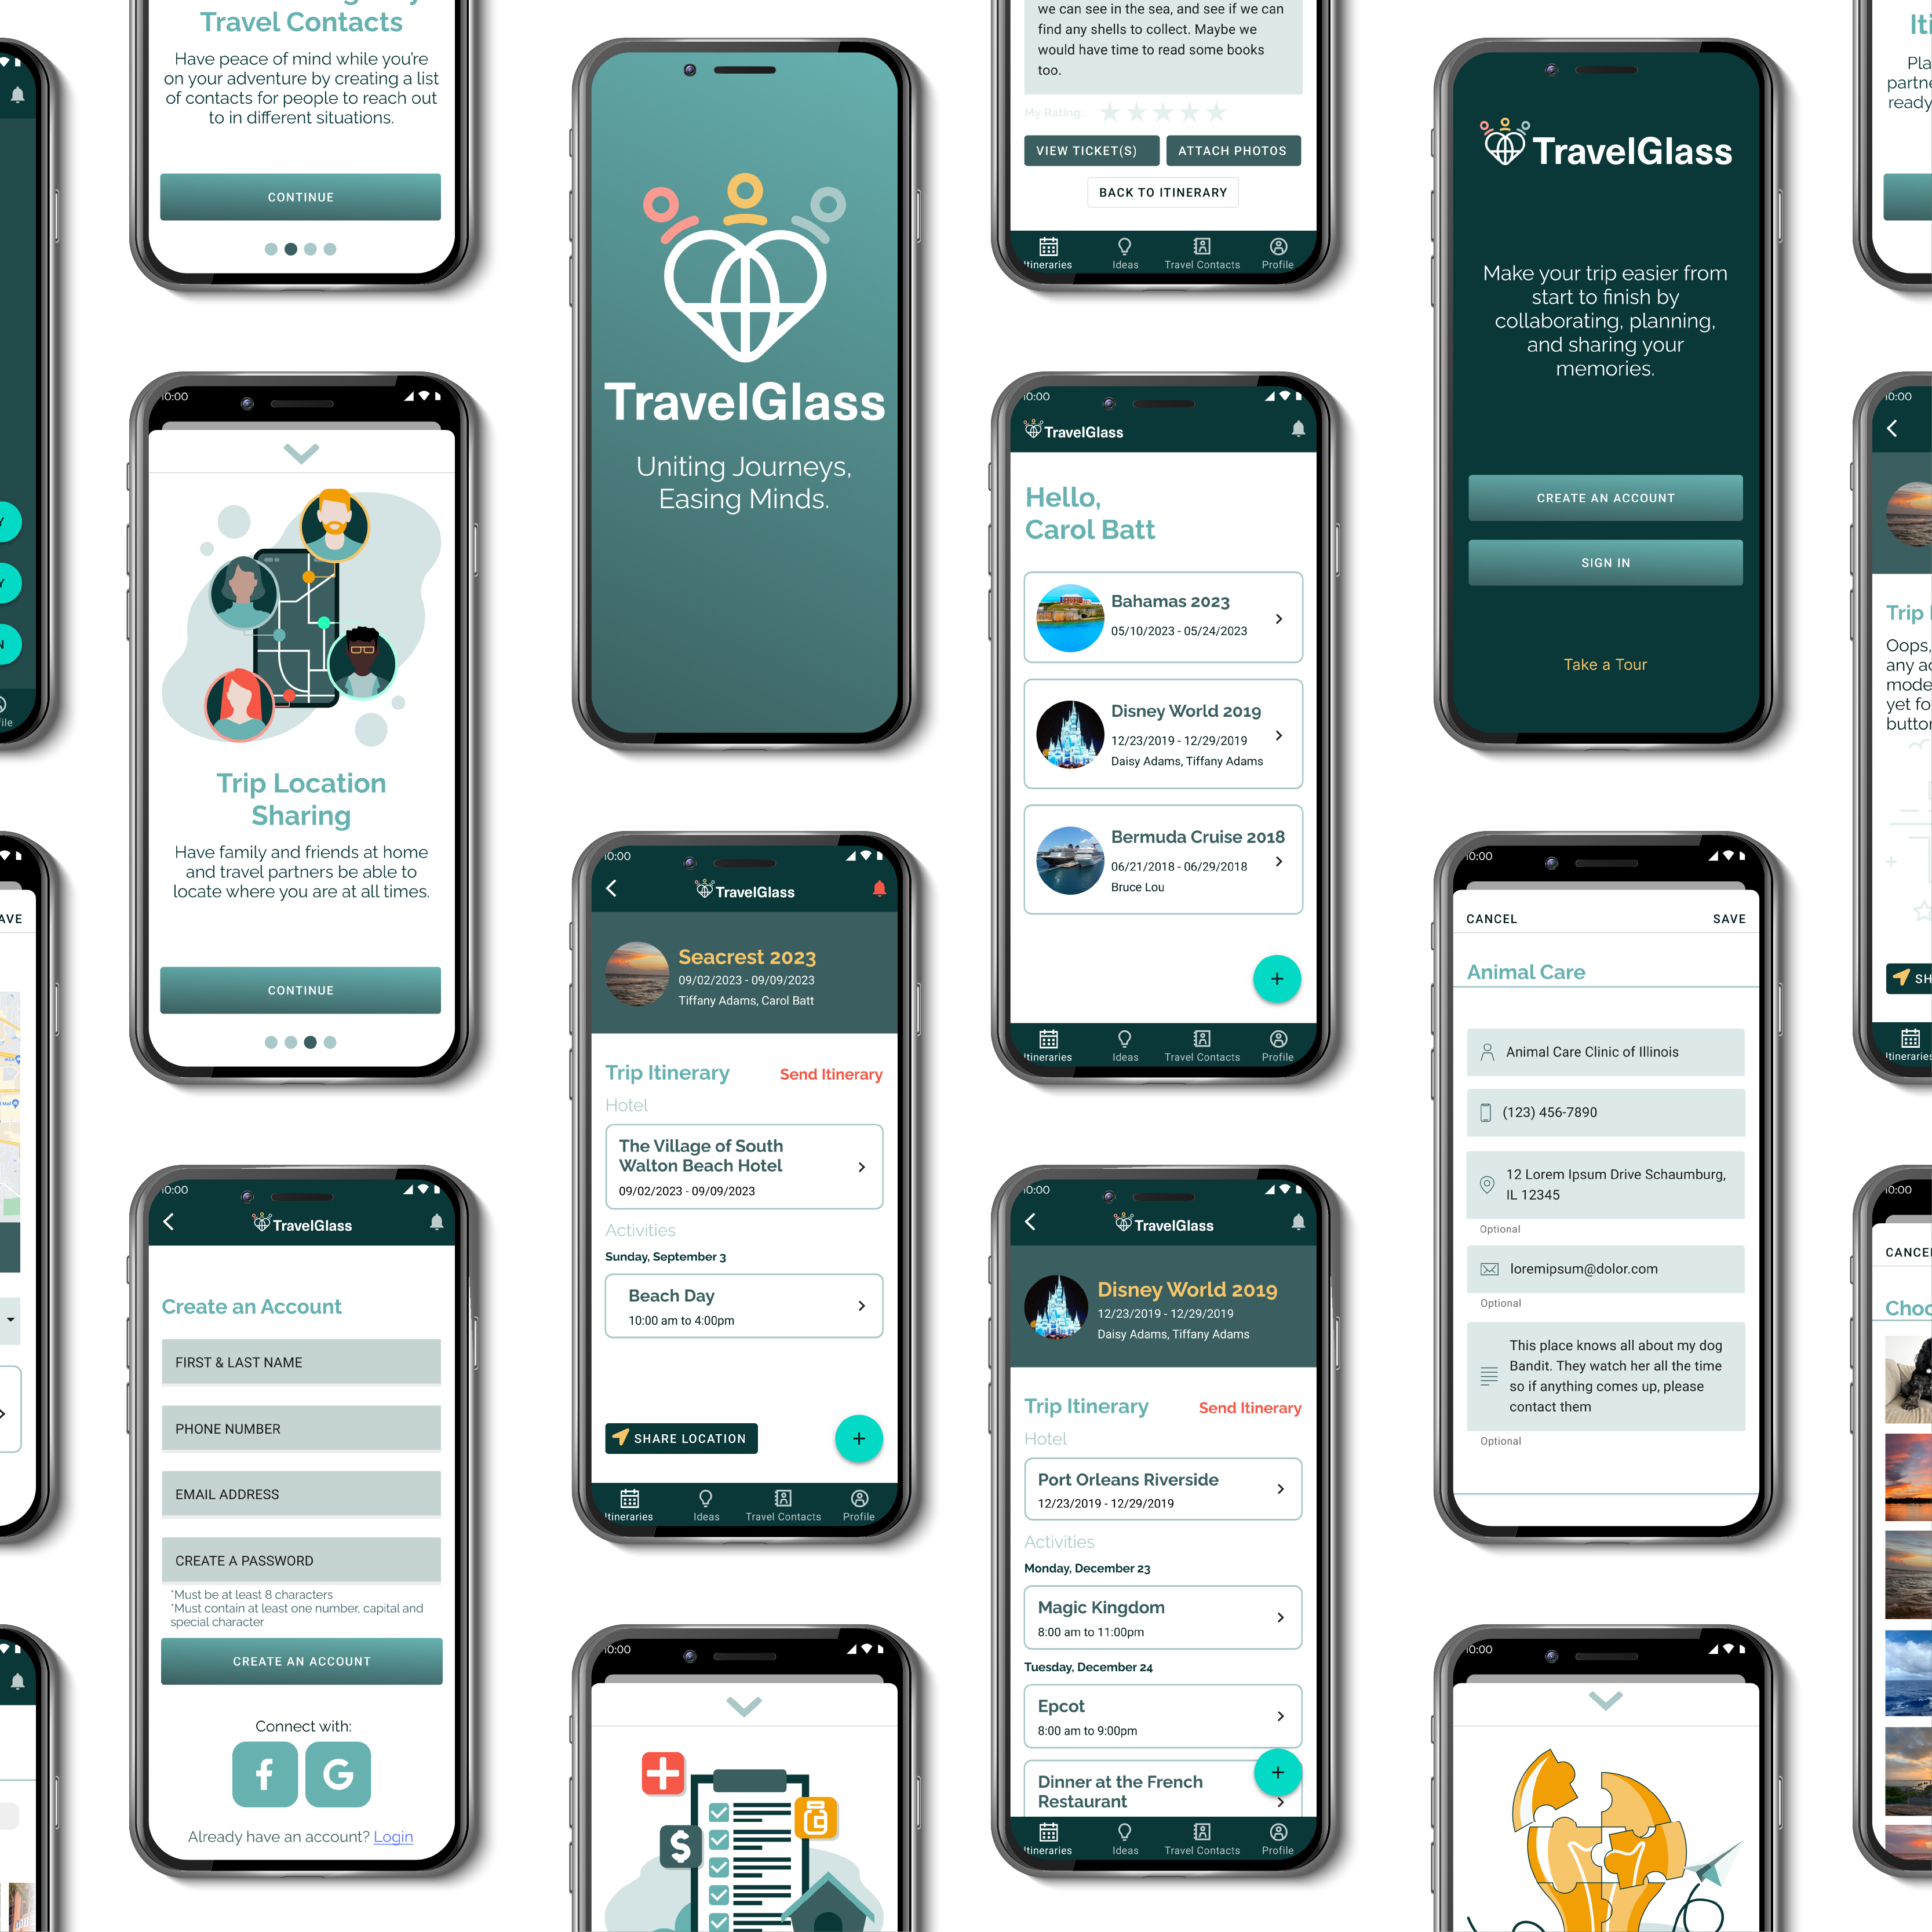 Travel Contacts
Have peace of mind while you're
on your adventure by creating a list
of contacts for people to reach out
to in different situations.
CONTINUE
10:00
Trip Location
Sharing
Have family and friends at home
and travel partners be able to
locate where you are at all times.
CONTINUE
10:00
TravelGlass
Create an Account
FIRST & LAST NAME
PHONE NUMBER
EMAIL ADDRESS
CREATE A PASSWORD
*Must be at least 8 characters
*Must contain at least one number, capital and
special character
CREATE AN ACCOUNT
Connect with:
f G
Already have an account? Login
TravelGlass
Uniting Journeys,
Easing Minds.
10:00
TravelGlass
Seacrest 2023
09/02/2023 - 09/09/2023
Tiffany Adams, Carol Batt
Trip Itinerary Send Itinerary
Hotel
The Village of South
Walton Beach Hotel
09/02/2023 - 09/09/2023
Activities
Sunday, September 3
Beach Day
10:00 am to 4:00pm
SHARE LOCATION
+
Itineraries Ideas Travel Contacts Profile
10:00
$
we can see in the sea, and see if we can
find any shells to collect. Maybe we
would have time to read some books
too.
My Rating:
VIEW TICKET(S) ATTACH PHOTOS
BACK TO ITINERARY
Itineraries Ideas Travel Contacts Profile
10:00
TravelGlass
Hello,
Carol Batt
Bahamas 2023
05/10/2023 - 05/24/2023
Disney World 2019
12/23/2019 - 12/29/2019
Daisy Adams, Tiffany Adams
Bermuda Cruise 2018
06/21/2018 - 06/29/2018
Bruce Lou
+
Itineraries Ideas Travel Contacts Profile
10:00
TravelGlass
Disney World 2019
12/23/2019 - 12/29/2019
Daisy Adams, Tiffany Adams
Trip Itinerary Send Itinerary
Hotel
Port Orleans Riverside
12/23/2019 - 12/29/2019
Activities
Monday, December 23
Magic Kingdom
8:00 am to 11:00pm
Tuesday, December 24
Epcot
8:00 am to 9:00pm
Dinner at the French
Restaurant
+
Itineraries Ideas Travel Contacts Profile
TravelGlass
Make your trip easier from
start to finish by
collaborating, planning,
and sharing your
memories.
CREATE AN ACCOUNT
SIGN IN
Take a Tour
10:00
CANCEL SAVE
Animal Care
Animal Care Clinic of Illinois
(123) 456-7890
12 Lorem Ipsum Drive Schaumburg,
IL 12345
Optional
loremipsum@dolor.com
Optional
This place knows all about my dog
Bandit. They watch her all the time
so if anything comes up, please
contact them
Optional
10:00
10:00
Trip
Oops,
any
yet
Itineraries
10:00